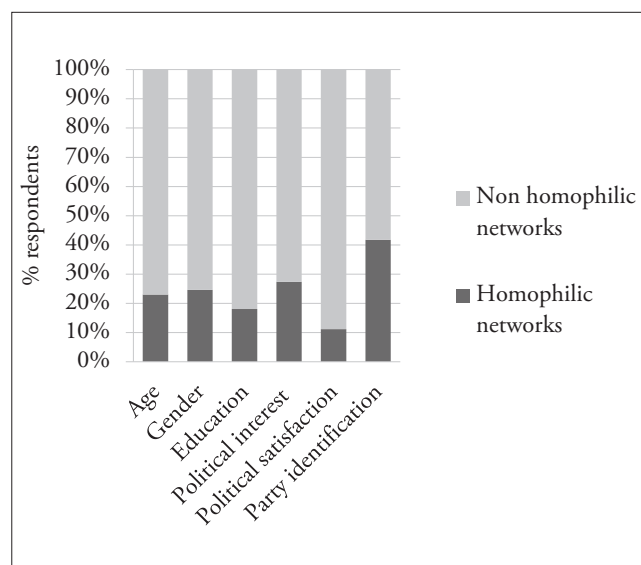 100%
90%
80%
70%
60%
50%
40%
30%
20%
10%
0%
% respondents
Age
Gender
Education
Political interest
Political satisfaction
Party identification
Non homophilic
networks
Homophilic
networks